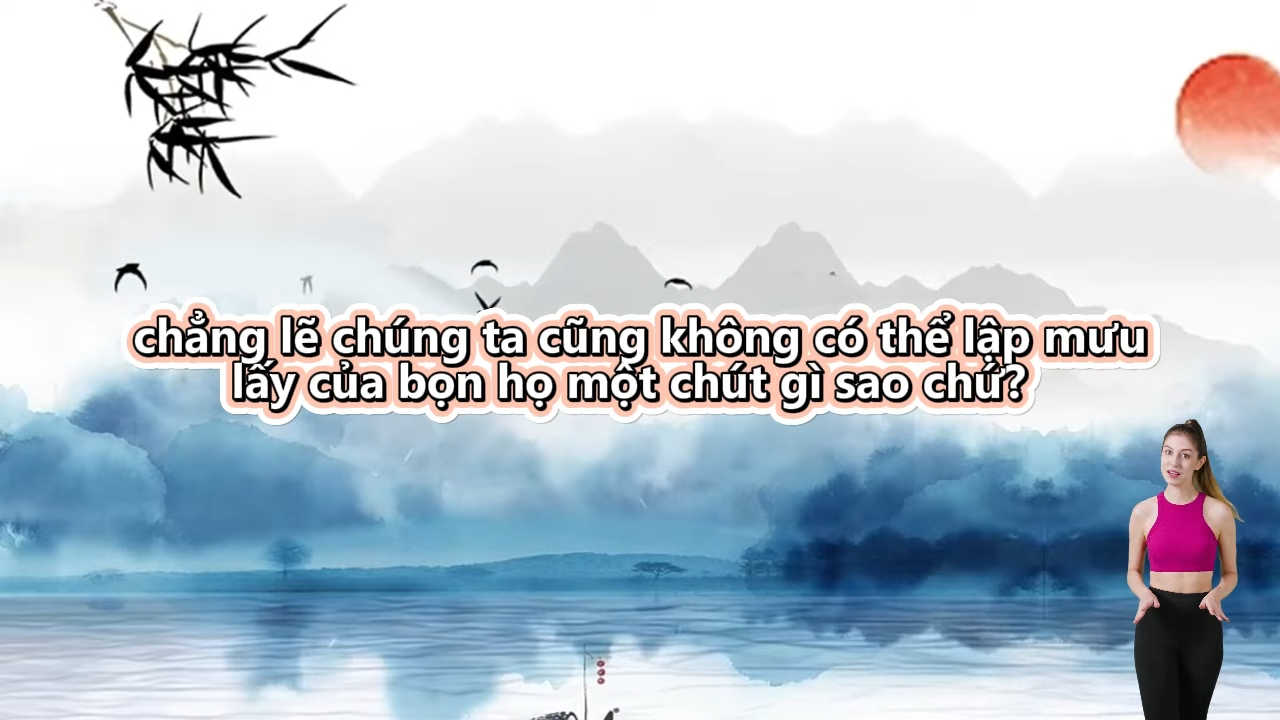 chẳng lẽ chúng ta cũng không có thể lập mưu
lấy của bọn họ một chút gì sao chứ?